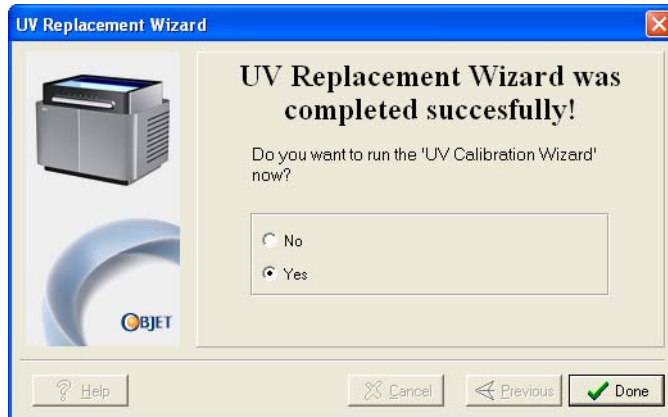 UV Replacement Wizard
UV Replacement Wizard was
completed succesfully!
Do you want to run the 'UV Calibration Wizard'
now?
No
Yes
OBJET
Help
Cancel
Previous
Done